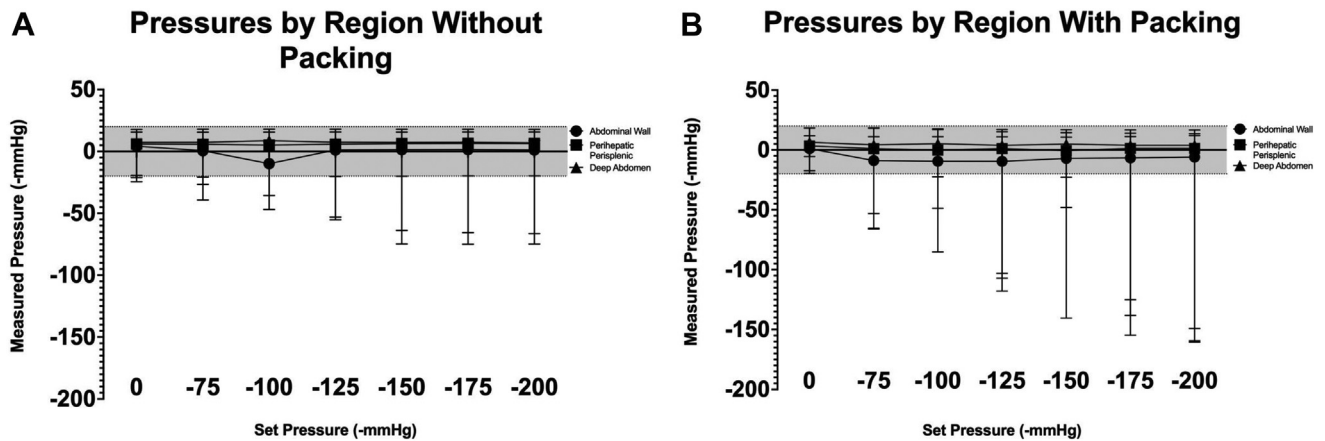 A
Pressures by Region Without
Packing
Measured Pressure (-mmHg)
50
0
-50
-100
-150
-200
0 -75 -100 -125 -150 -175 -200
Set Pressure (-mmHg)
Abdominal Wall
Perihepatic
Perisplenic
Deep Abdomen
B
Pressures by Region With Packing
Measured Pressure (-mmHg)
50
0
-50
-100
-150
-200
0 -75 -100 -125 -150 -175 -200
Set Pressure (-mmHg)
Abdominal Wall
Perihepatic
Perisplenic
Deep Abdomen